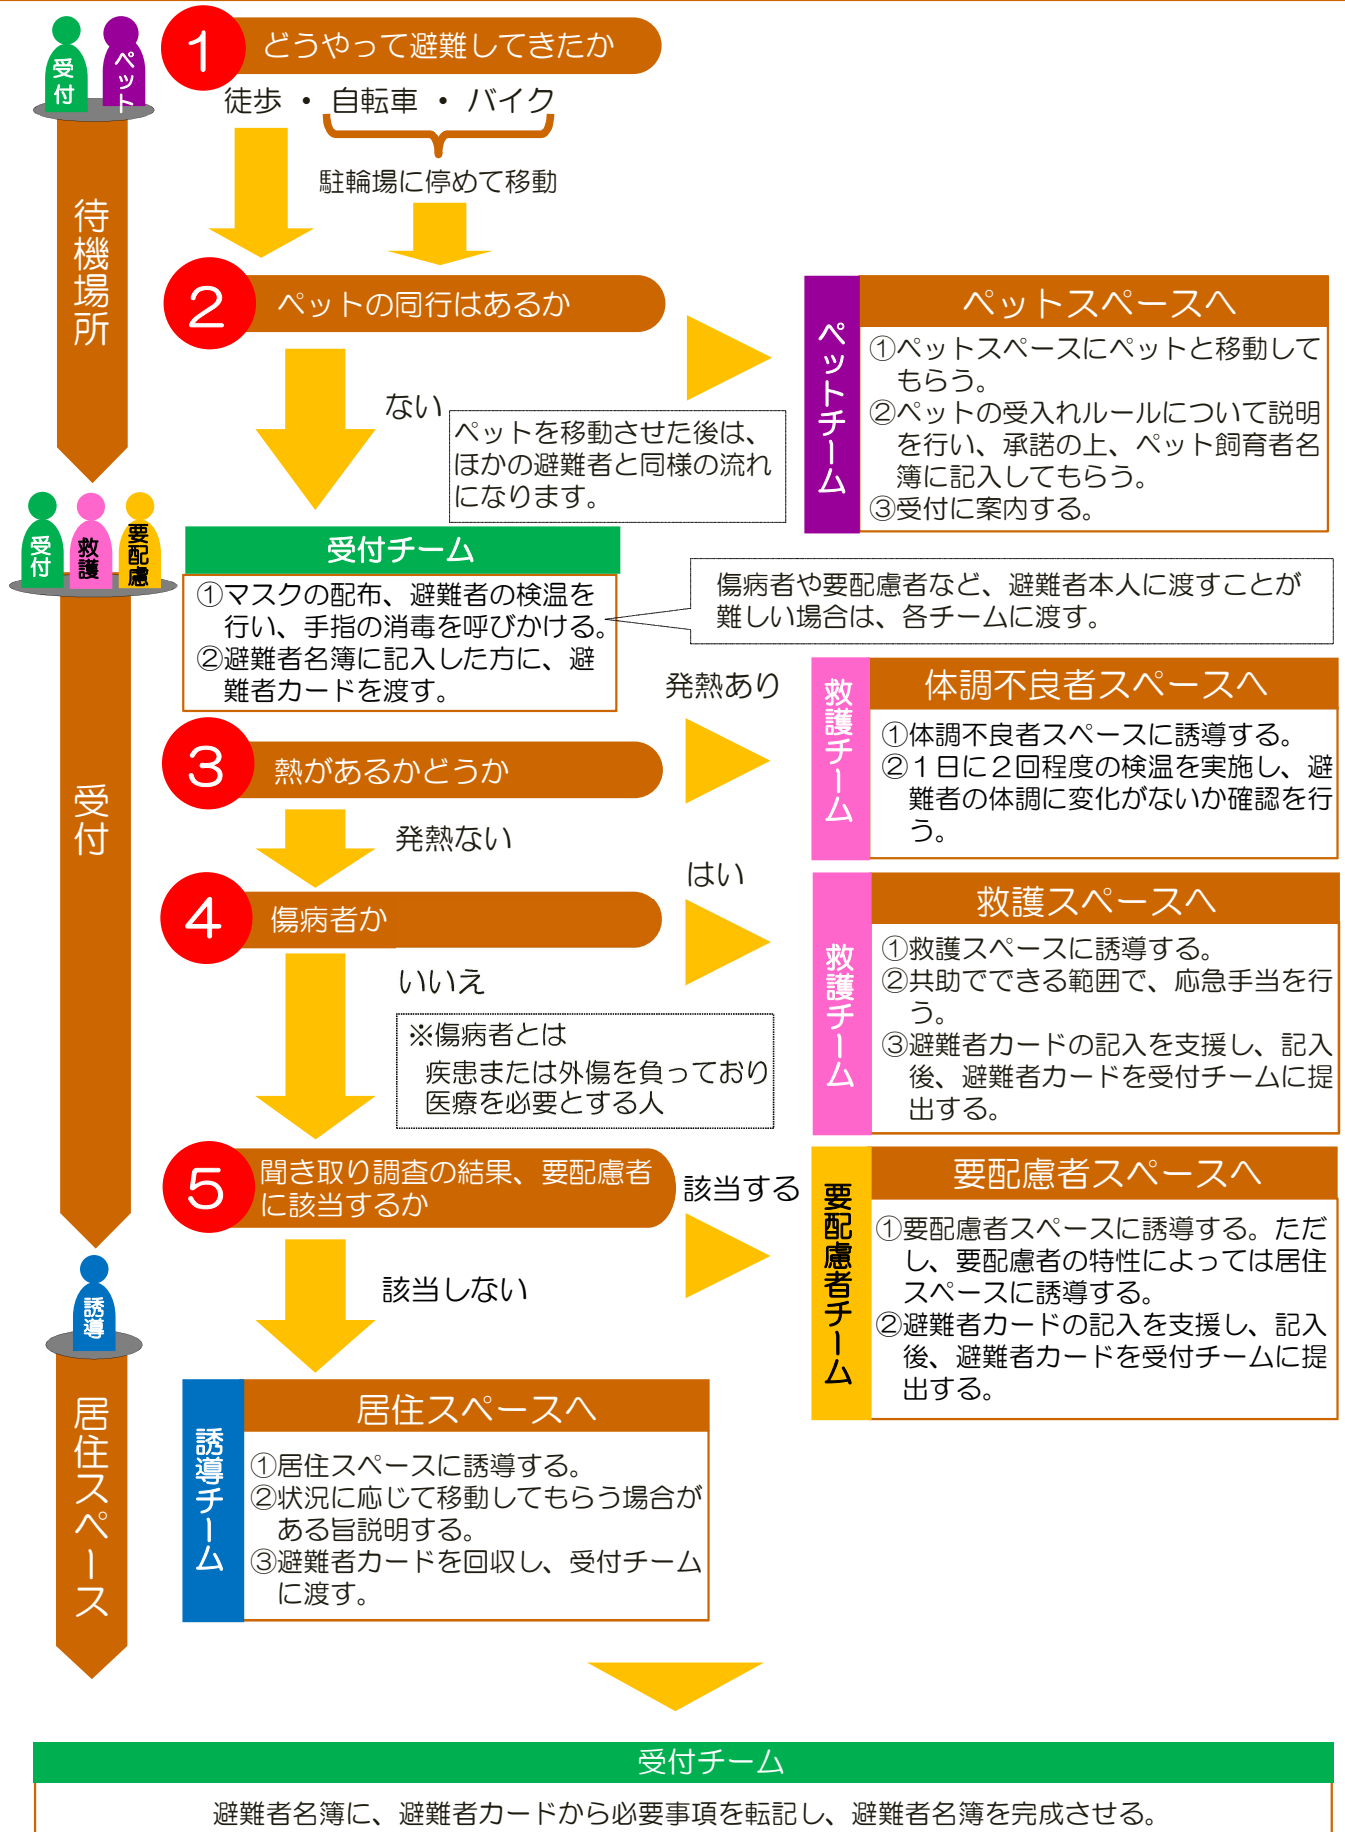 受付
ペット
1
どうやって避難してきたか
徒歩 ・ 自転車 ・ バイク
駐輪場に停めて移動
待機場所
2
ペットの同行はあるか
ない
ペットを移動させた後は、
ほかの避難者と同様の流れ
になります。
ペットチーム
ペットスペースへ
①ペットスペースにペットと移動して
もらう。
②ペットの受入れルールについて説明
を行い、承諾の上、ペット飼育者名
簿に記入してもらう。
③受付に案内する。
受付
救護
要配慮
受付チーム
①マスクの配布、避難者の検温を
行い、手指の消毒を呼びかける。
②避難者名簿に記入した方に、避
難者カードを渡す。
傷病者や要配慮者など、避難者本人に渡すことが
難しい場合は、各チームに渡す。
受付
3
熱があるかどうか
発熱あり
発熱ない
救護チーム
体調不良者スペースへ
①体調不良者スペースに誘導する。
②１日に２回程度の検温を実施し、避
難者の体調に変化がないか確認を行
う。
4
傷病者か
はい
いいえ
※傷病者とは
疾患または外傷を負っており
医療を必要とする人
救護チーム
救護スペースへ
①救護スペースに誘導する。
②共助でできる範囲で、応急手当を行
う。
③避難者カードの記入を支援し、記入
後、避難者カードを受付チームに提
出する。
5
聞き取り調査の結果、要配慮者
に該当するか
該当する
該当しない
要配慮者チーム
要配慮者スペースへ
①要配慮者スペースに誘導する。ただ
し、要配慮者の特性によっては居住
スペースに誘導する。
②避難者カードの記入を支援し、記入
後、避難者カードを受付チームに提
出する。
誘導
居住スペース
誘導チーム
居住スペースへ
①居住スペースに誘導する。
②状況に応じて移動してもらう場合が
ある旨説明する。
③避難者カードを回収し、受付チーム
に渡す。
受付チーム
避難者名簿に、避難者カードから必要事項を転記し、避難者名簿を完成させる。